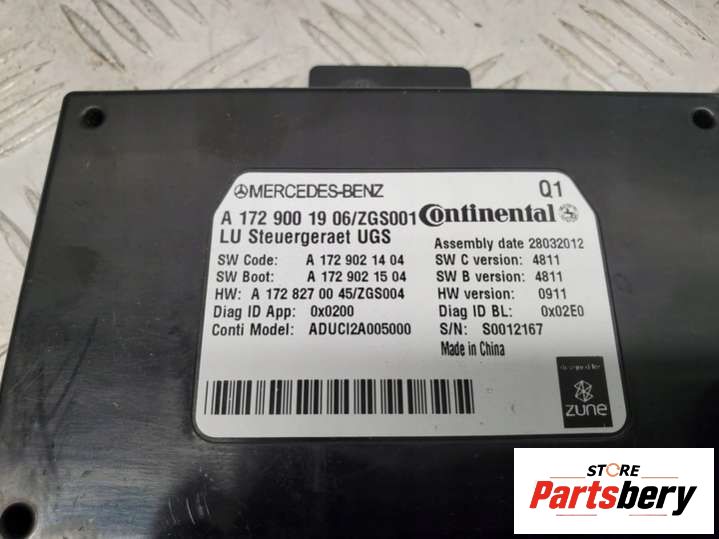 MERCEDES-BENZ Q1
A 172 900 19 06/ZGS001 Continental
LU Steuergeraet UGS Assembly date 28032012
SW Code: A 172 902 14 04 SW C version: 4811
SW Boot: A 172 902 15 04 SW B version: 4811
HW: A 172 827 00 45/ZGS004 HW version: 0911
Diag ID App: 0x0200 Diag ID BL: 0x02E0
Conti Model: ADUCI2A005000 S/N: S0012167
Made in China
designed for
zune
STORE
Partsbery